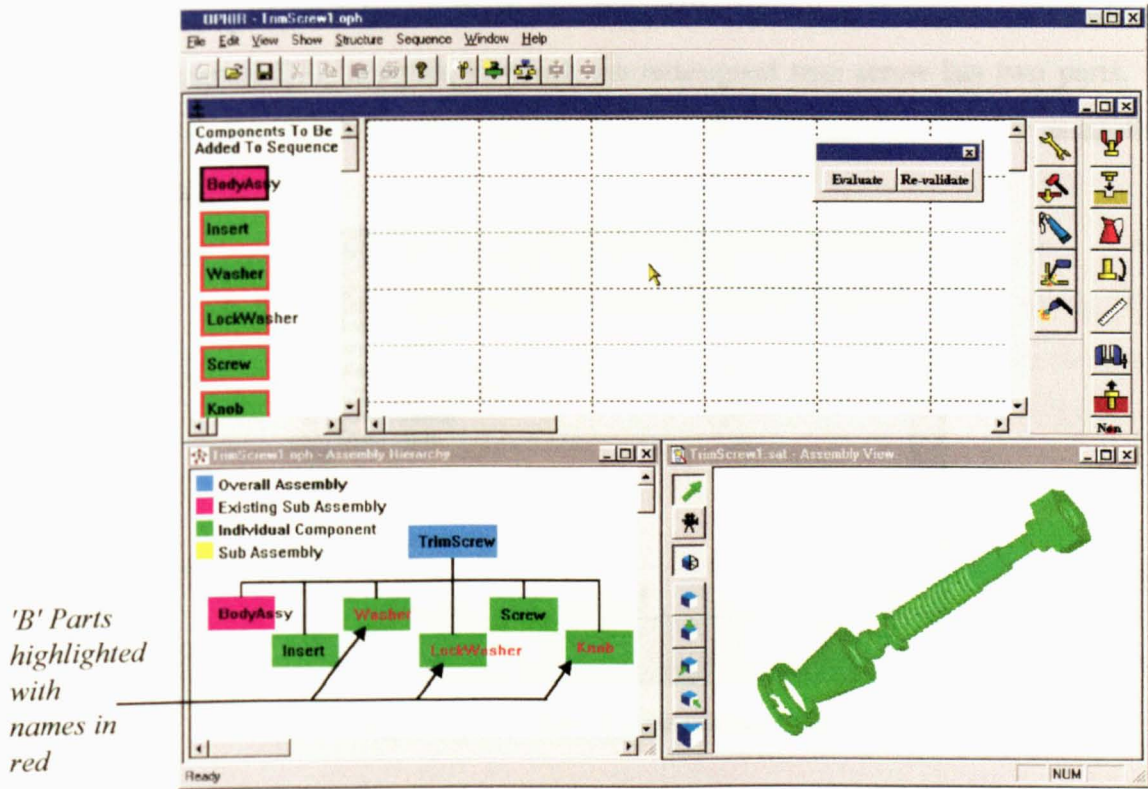 OPHIR - TrimScrew1.oph
File Edit View Show Structure Sequence Window Help
Components To Be
Added To Sequence
BodyAssy
Insert
Washer
LockWasher
Screw
Knob
Evaluate Re-validate
Non
TrimScrew1.oph - Assembly Hierarchy
Overall Assembly
Existing Sub Assembly
Individual Component
Sub Assembly
TrimScrew
BodyAssy
Washer
Screw
Insert
LockWasher
Knob
TrimScrew1.sat - Assembly View
'B' Parts
highlighted
with
names in
red
Ready
NUM